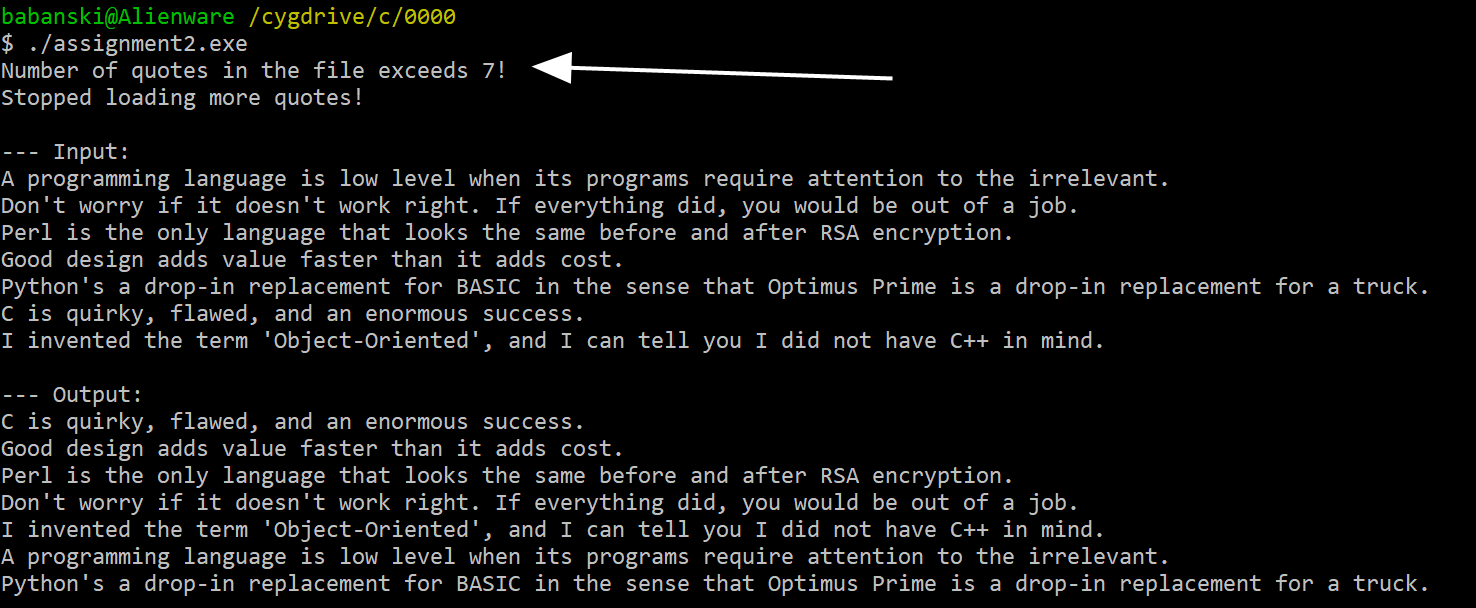 babanski@Alienware /cygdrive/c/0000
$ ./assignment2.exe
Number of quotes in the file exceeds 7!
Stopped loading more quotes!
--- Input:
A programming language is low level when its programs require attention to the irrelevant.
Don't worry if it doesn't work right. If everything did, you would be out of a job.
Perl is the only language that looks the same before and after RSA encryption.
Good design adds value faster than it adds cost.
Python's a drop-in replacement for BASIC in the sense that Optimus Prime is a drop-in replacement for a truck.
C is quirky, flawed, and an enormous success.
I invented the term 'Object-Oriented', and I can tell you I did not have C++ in mind.
--- Output:
C is quirky, flawed, and an enormous success.
Good design adds value faster than it adds cost.
Perl is the only language that looks the same before and after RSA encryption.
Don't worry if it doesn't work right. If everything did, you would be out of a job.
I invented the term 'Object-Oriented', and I can tell you I did not have C++ in mind.
A programming language is low level when its programs require attention to the irrelevant.
Python's a drop-in replacement for BASIC in the sense that Optimus Prime is a drop-in replacement for a truck.